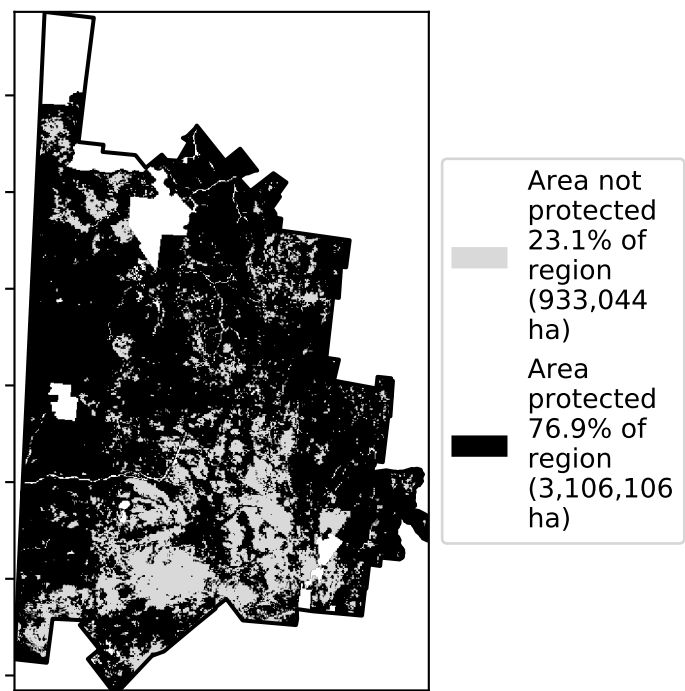 Area not
protected
23.1% of
region
(933,044
ha)
Area
protected
76.9% of
region
(3,106,106
ha)